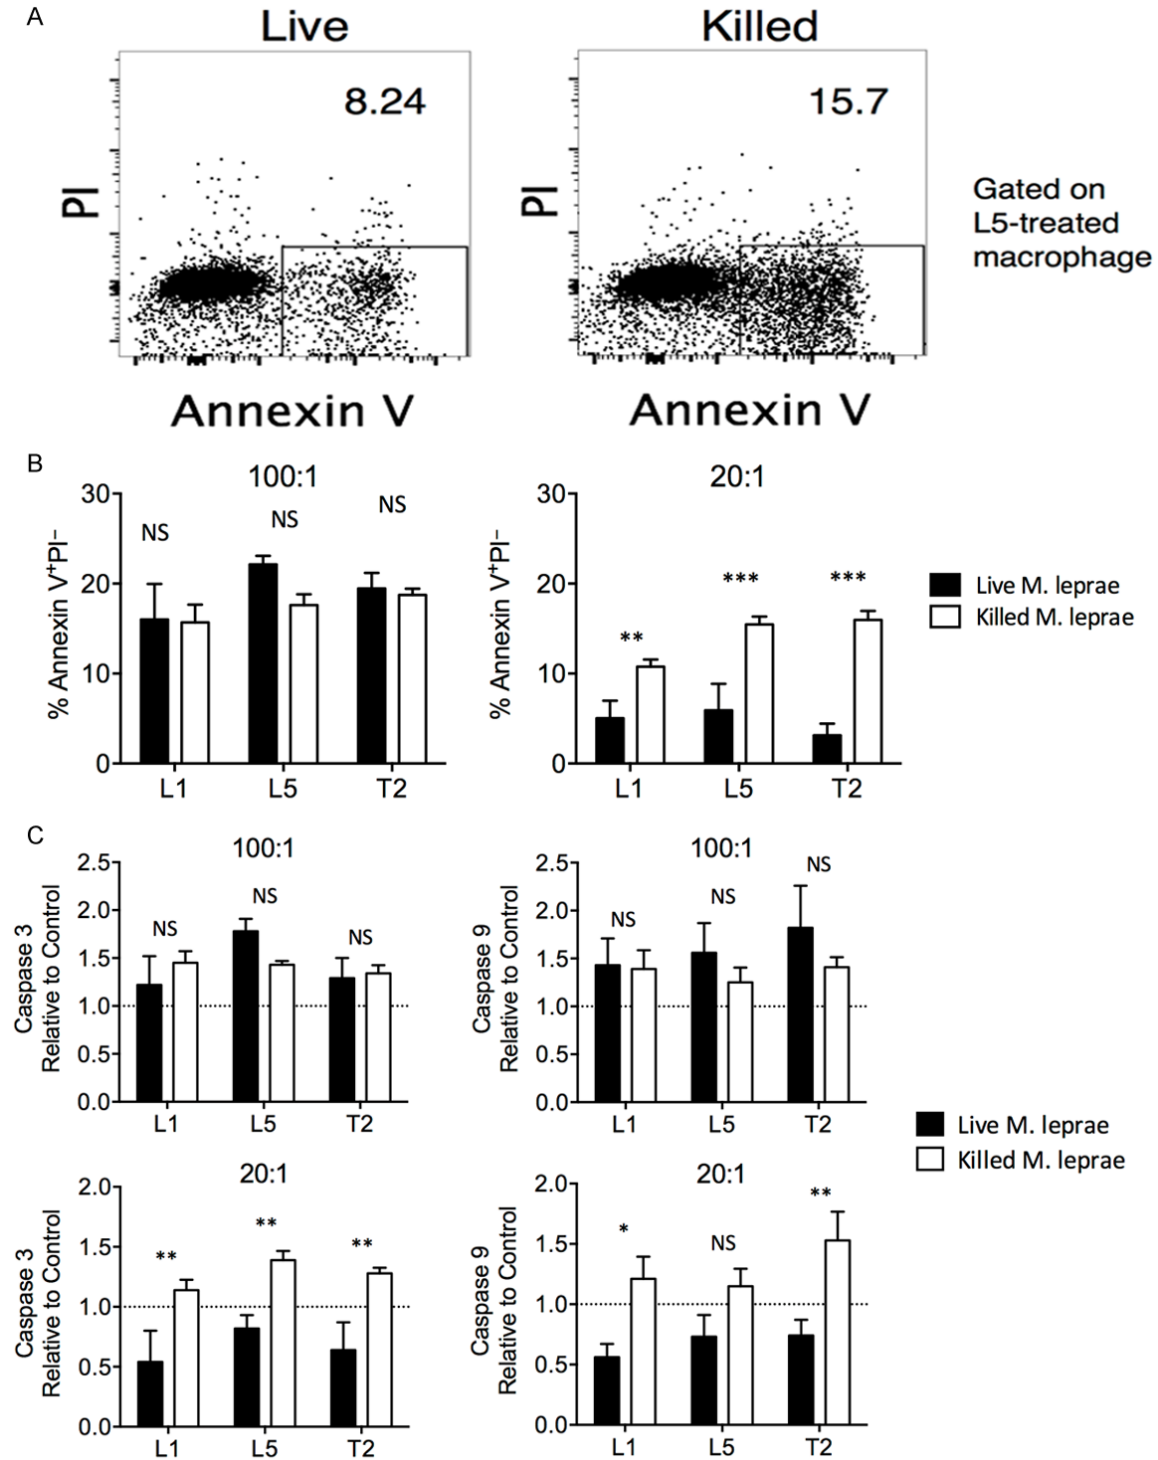 A
Live
Killed
8.24
15.7
PI
PI
Gated on
L5-treated
macrophage
Annexin V
Annexin V
B
100:1
20:1
% Annexin V⁺PI⁻
30
20
10
0
NS
NS
NS
L1
L5
T2
% Annexin V⁺PI⁻
30
20
10
0
**
***
***
L1
L5
T2
Live M. leprae
Killed M. leprae
C
100:1
Caspase 3
Relative to Control
2.5
2.0
1.5
1.0
0.5
0.0
NS
NS
NS
L1
L5
T2
100:1
Caspase 9
Relative to Control
2.5
2.0
1.5
1.0
0.5
0.0
NS
NS
NS
L1
L5
T2
Live M. leprae
Killed M. leprae
20:1
Caspase 3
Relative to Control
2.0
1.5
1.0
0.5
0.0
**
**
**
L1
L5
T2
20:1
Caspase 9
Relative to Control
2.0
1.5
1.0
0.5
0.0
*
NS
**
L1
L5
T2